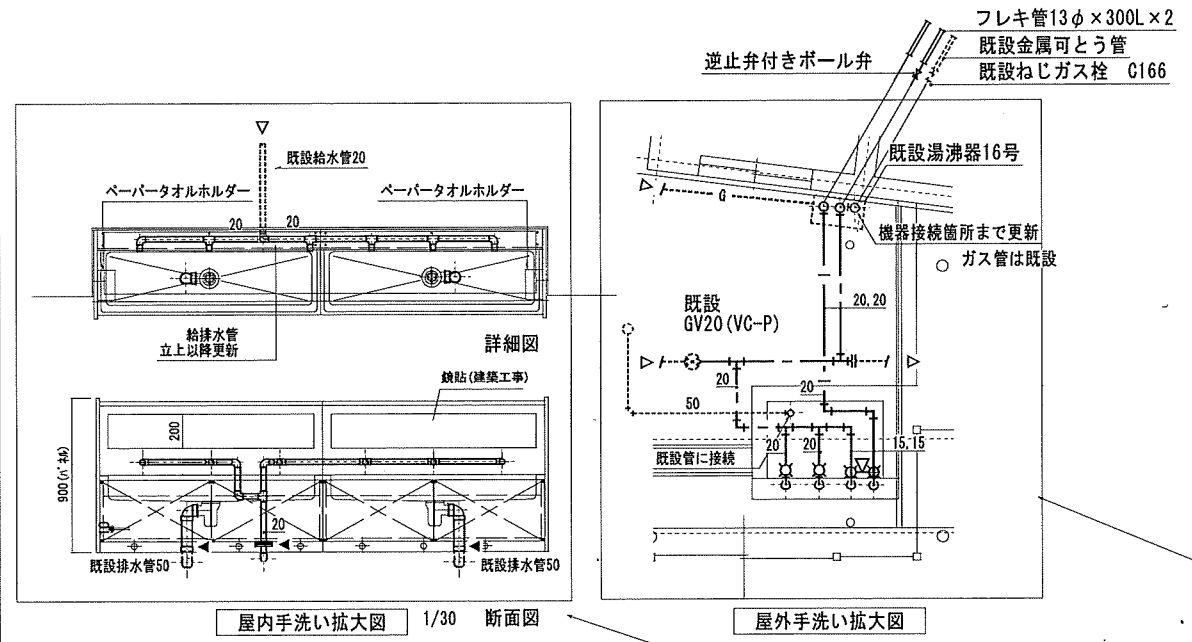 フレキ管13φ×300L×2
逆止弁付きボール弁
既設金属可とう管
既設ねじガス栓 C166
既設給水管20
ペーパータオルホルダー
ペーパータオルホルダー
20
20
給排水管
立上以降更新
詳細図
鏡貼(建築工事)
200
900(パネル)
20
既設排水管50
既設排水管50
屋内手洗い拡大図
1/30 断面図
既設湯沸器16号
G
機器接続箇所まで更新
ガス管は既設
20,20
既設
GV20(VC-P)
20
20
50
20
20
15,15
既設管に接続
屋外手洗い拡大図